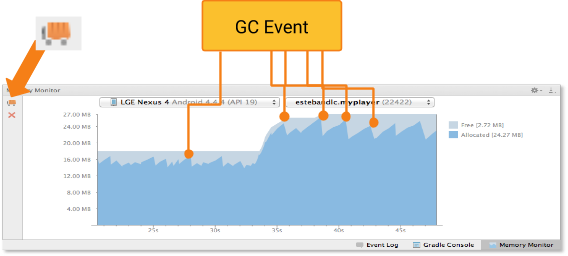 GC Event
Memory Monitor
LGE Nexus 4 Android 4.4.4 (API 19)
estebandlc.myplayer (22422)
27.00 MB
24.00 MB
20.00 MB
16.00 MB
12.00 MB
8.00 MB
4.00 MB
Free [2.72 MB]
Allocated [24.27 MB]
25s
30s
35s
40s
45s
Event Log
Gradle Console
Memory Monitor